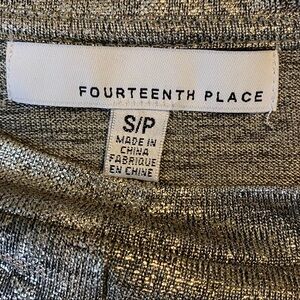 FOURTEENTH PLACE
S/P
MADE IN
CHINA
FABRIQUE
EN CHINE